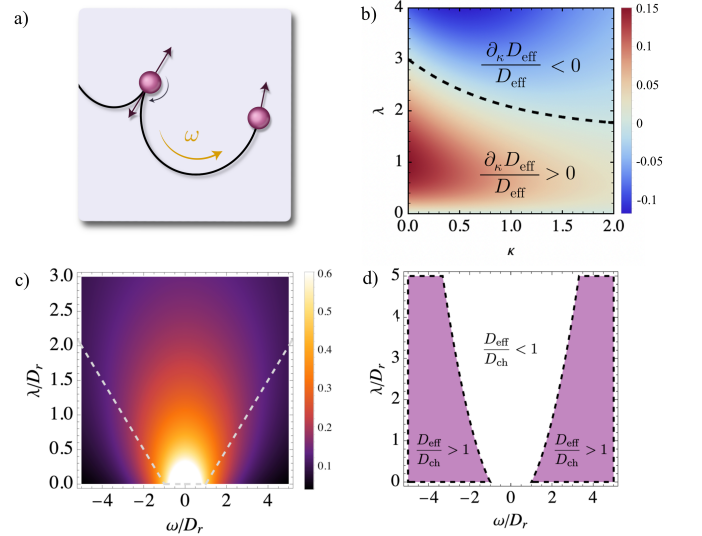 a)
ω
b)
4
3
2
1
0
λ
0.0
0.5
1.0
1.5
2.0
κ
∂κ Deff / Deff < 0
∂κ Deff / Deff > 0
0.15
0.1
0.05
0
-0.05
-0.1
c)
3.0
2.5
2.0
1.5
1.0
0.5
0.0
λ/Dr
−4
−2
0
2
4
ω/Dr
0.6
0.5
0.4
0.3
0.2
0.1
d)
5
4
3
2
1
0
λ/Dr
Deff / Dch < 1
Deff / Dch > 1
Deff / Dch > 1
−4
−2
0
2
4
ω/Dr